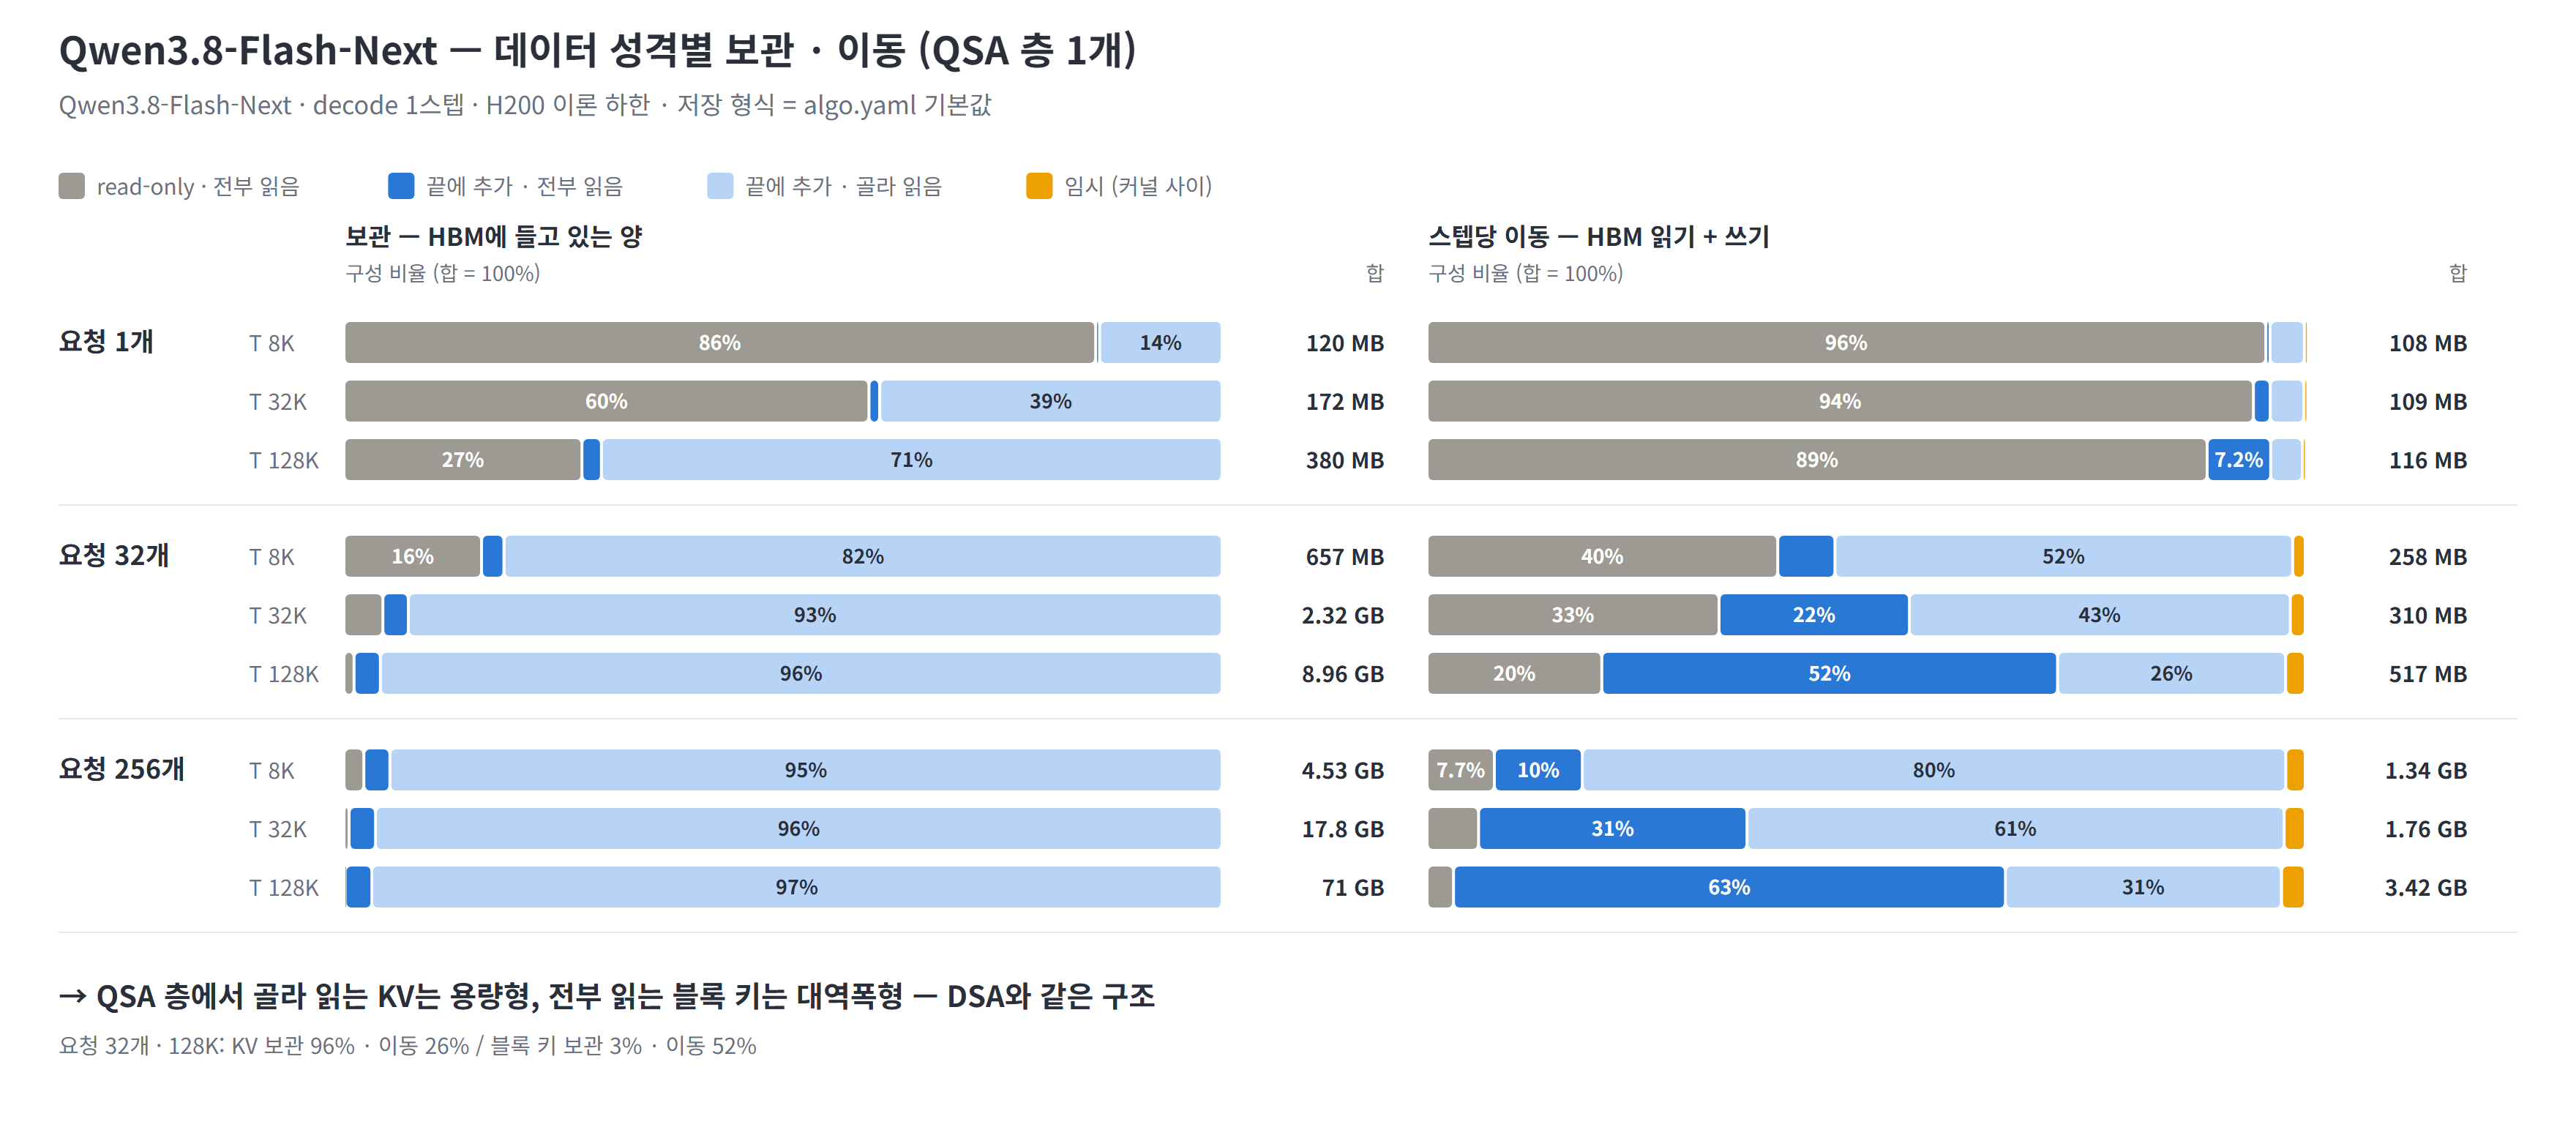 Qwen3.8-Flash-Next — 데이터 성격별 보관 · 이동 (QSA 층 1개)
Qwen3.8-Flash-Next · decode 1스텝 · H200 이론 하한 · 저장 형식 = algo.yaml 기본값
read-only · 전부 읽음 끝에 추가 · 전부 읽음 끝에 추가 · 골라 읽음 임시 (커널 사이)
보관 — HBM에 들고 있는 양 스텝당 이동 — HBM 읽기 + 쓰기
구성 비율 (합 = 100%) 합 구성 비율 (합 = 100%) 합
요청 1개 T 8K 86% 14% 120 MB 96% 108 MB
T 32K 60% 39% 172 MB 94% 109 MB
T 128K 27% 71% 380 MB 89% 7.2% 116 MB
요청 32개 T 8K 16% 82% 657 MB 40% 52% 258 MB
T 32K 93% 2.32 GB 33% 22% 43% 310 MB
T 128K 96% 8.96 GB 20% 52% 26% 517 MB
요청 256개 T 8K 95% 4.53 GB 7.7% 10% 80% 1.34 GB
T 32K 96% 17.8 GB 31% 61% 1.76 GB
T 128K 97% 71 GB 63% 31% 3.42 GB
→ QSA 층에서 골라 읽는 KV는 용량형, 전부 읽는 블록 키는 대역폭형 — DSA와 같은 구조
요청 32개 · 128K: KV 보관 96% · 이동 26% / 블록 키 보관 3% · 이동 52%